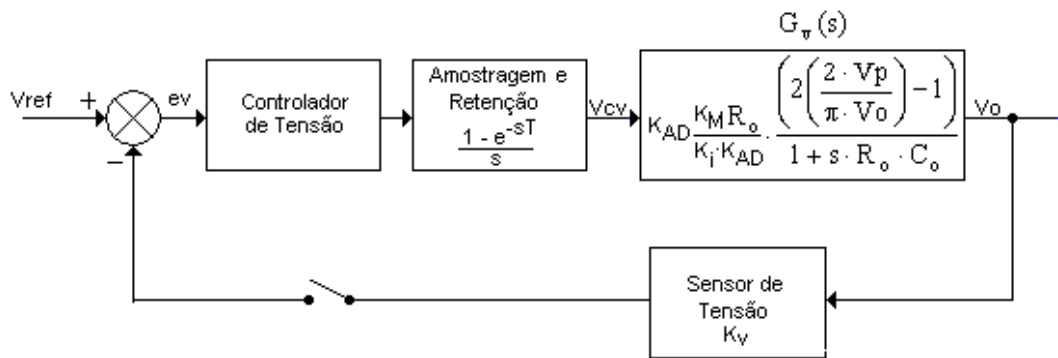 G_v(s)
Vref
+
−
ev
Controlador
de Tensão
Amostragem e
Retenção
1 - e^-sT
s
Vcv
K_AD K_M R_o / K_i·K_AD · (2(2·Vp / π·Vo) − 1) / 1 + s·R_o·C_o
Vo
Sensor de
Tensão
K_V